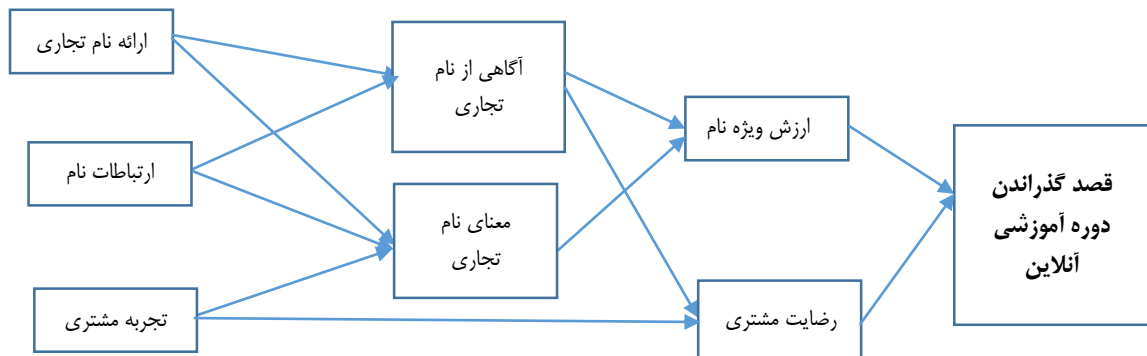 ارائه نام تجاری
ارتباطات نام
تجربه مشتری
آگاهی از نام
تجاری
معنای نام
تجاری
ارزش ویژه نام
رضایت مشتری
قصد گذراندن
دوره آموزشی
آنلاین